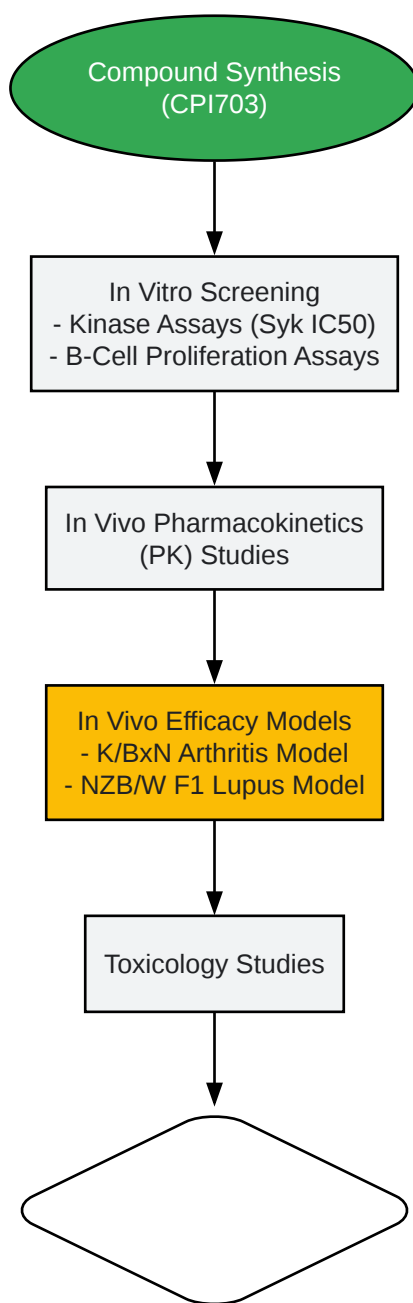 Compound Synthesis
(CPI703)
In Vitro Screening
- Kinase Assays (Syk IC50)
- B-Cell Proliferation Assays
In Vivo Pharmacokinetics
(PK) Studies
In Vivo Efficacy Models
- K/BxN Arthritis Model
- NZB/W F1 Lupus Model
Toxicology Studies